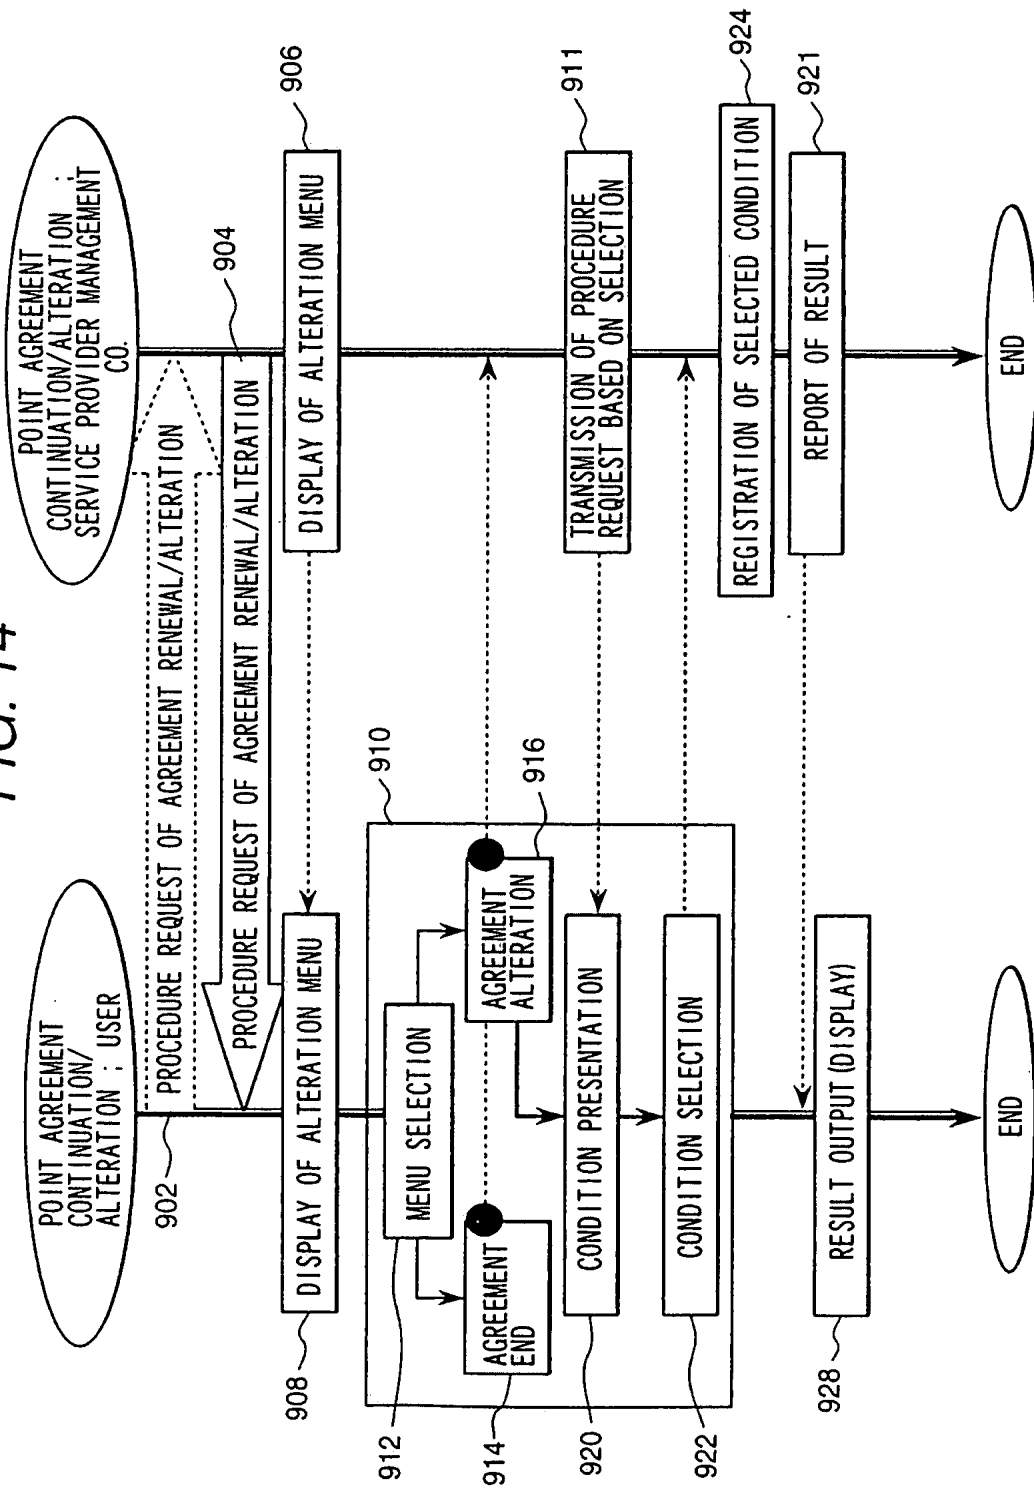 FIG. 14
POINT AGREEMENT
CONTINUATION/
ALTERATION ; USER
902
POINT AGREEMENT
CONTINUATION/ALTERATION ;
SERVICE PROVIDER MANAGEMENT
CO.
PROCEDURE REQUEST OF AGREEMENT RENEWAL/ALTERATION
PROCEDURE REQUEST OF AGREEMENT RENEWAL/ALTERATION
904
908
DISPLAY OF ALTERATION MENU
DISPLAY OF ALTERATION MENU
906
910
912
MENU SELECTION
914
AGREEMENT
END
AGREEMENT
ALTERATION
916
920
CONDITION PRESENTATION
TRANSMISSION OF PROCEDURE
REQUEST BASED ON SELECTION
911
922
CONDITION SELECTION
REGISTRATION OF SELECTED CONDITION
924
REPORT OF RESULT
921
928
RESULT OUTPUT (DISPLAY)
END
END